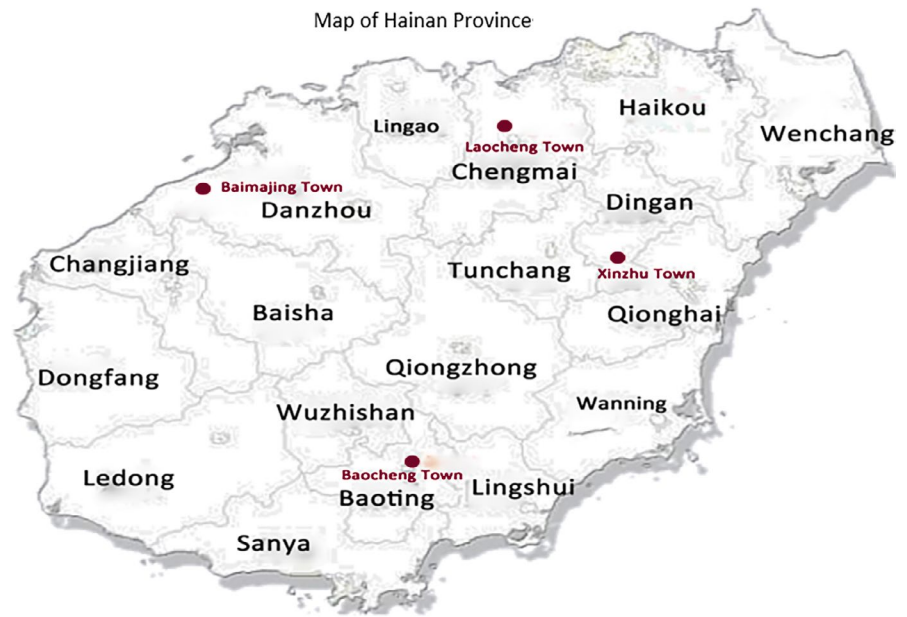 Map of Hainan Province
Haikou
Lingao
Wenchang
Laocheng Town
Chengmai
Baimajing Town
Danzhou
Dingan
Changjiang
Tunchang
Xinzhu Town
Baisha
Qionghai
Qiongzhong
Dongfang
Wanning
Wuzhishan
Baocheng Town
Ledong
Lingshui
Baoting
Sanya